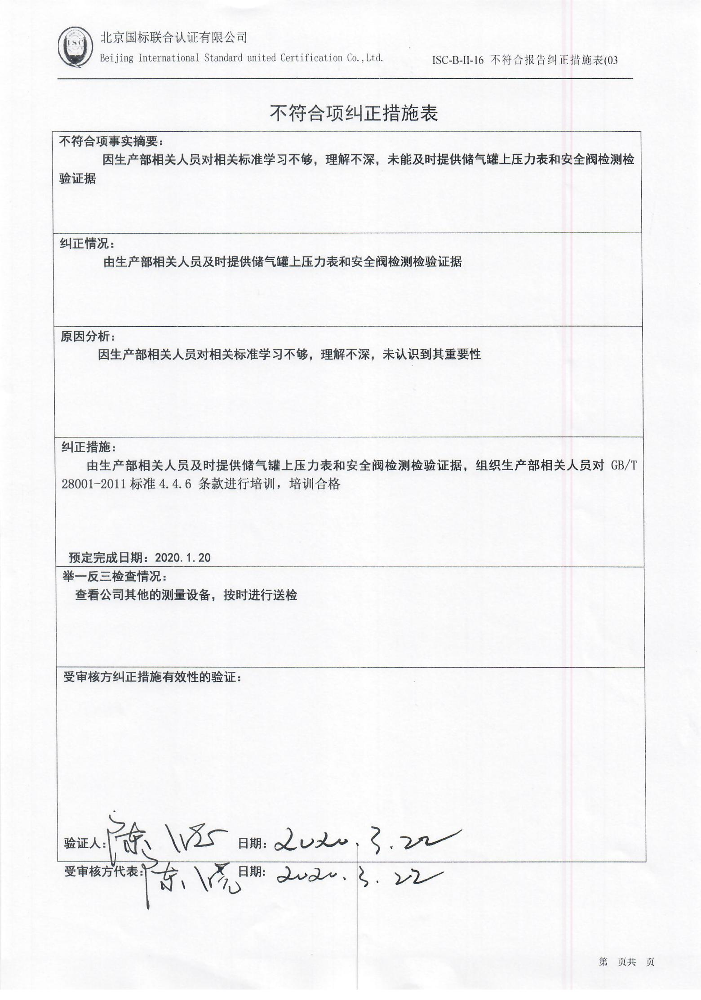 ISC
北京国标联合认证有限公司
Beijing International Standard united Certification Co.,Ltd.
ISC-B-II-16 不符合报告纠正措施表(03
不符合项纠正措施表
不符合项事实摘要:
因生产部相关人员对相关标准学习不够，理解不深，未能及时提供储气罐上压力表和安全阀检测检
验证据
纠正情况:
由生产部相关人员及时提供储气罐上压力表和安全阀检测检验证据
原因分析:
因生产部相关人员对相关标准学习不够，理解不深，未认识到其重要性
纠正措施:
由生产部相关人员及时提供储气罐上压力表和安全阀检测检验证据，组织生产部相关人员对 GB/T
28001-2011 标准 4.4.6 条款进行培训，培训合格
预定完成日期: 2020.1.20
举一反三检查情况:
查看公司其他的测量设备，按时进行送检
受审核方纠正措施有效性的验证:
验证人: 陈 日期: 2020.3.22
受审核方代表: 陈晓 日期: 2020.3.22
第 页共 页